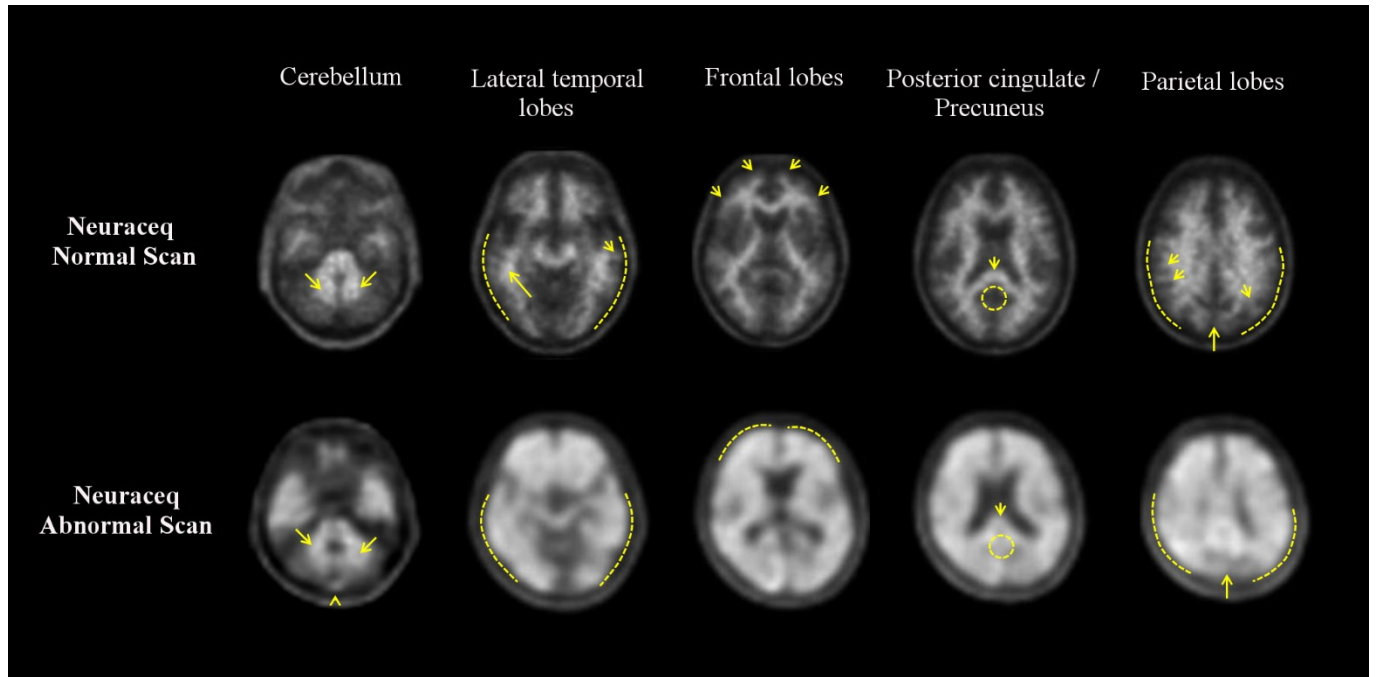 Cerebellum
Lateral temporal
lobes
Frontal lobes
Posterior cingulate /
Precuneus
Parietal lobes
Neuraceq
Normal Scan
Neuraceq
Abnormal Scan